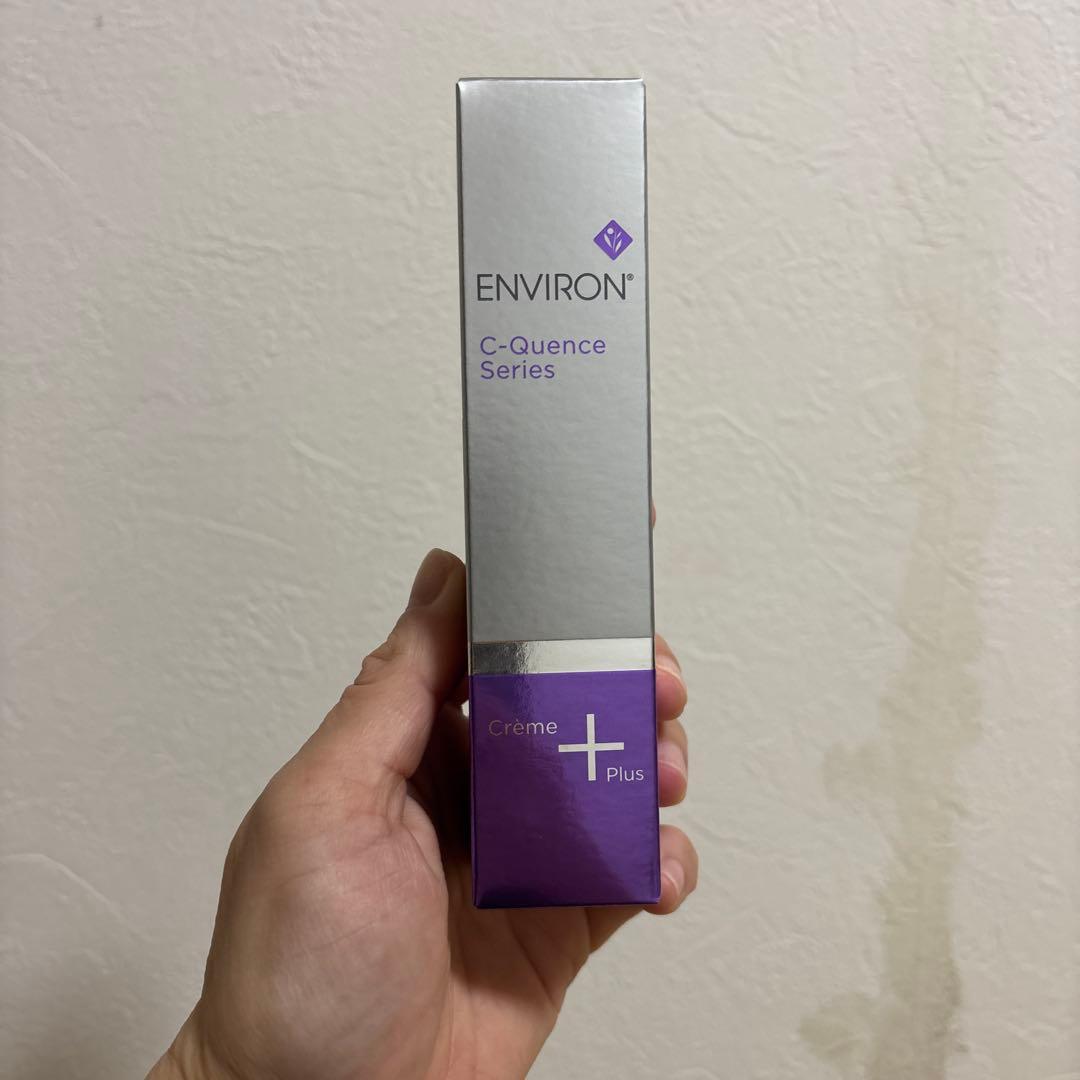 ENVIRON®
C-Quence
Series
Crème
Plus